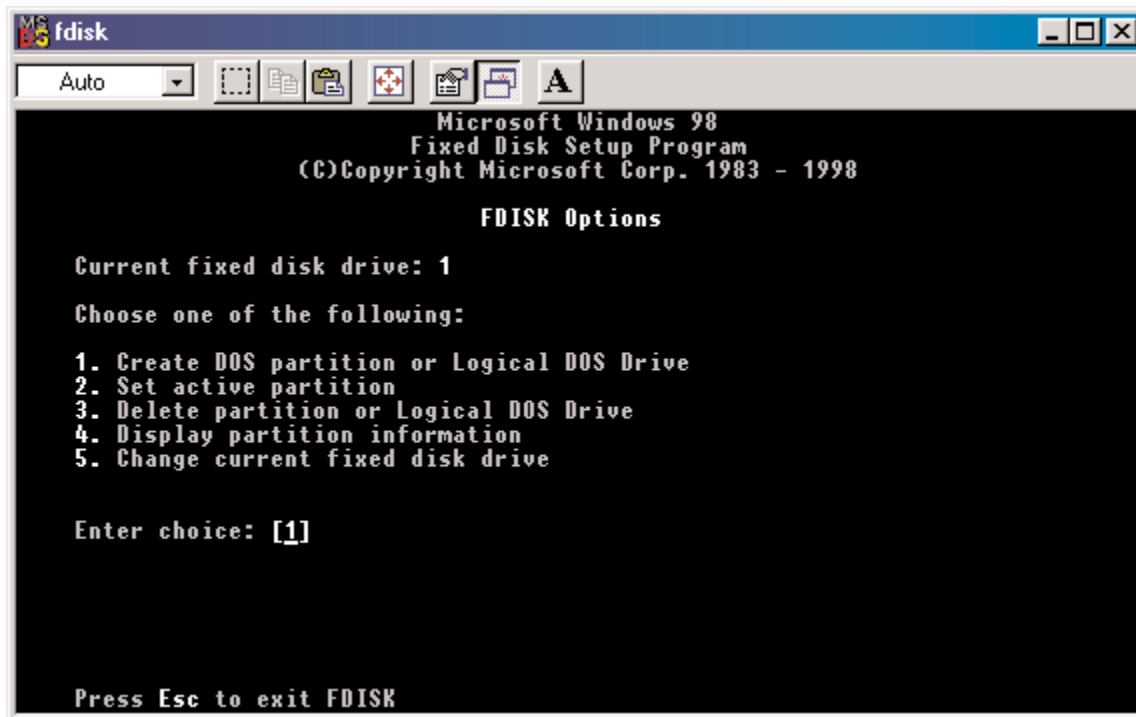 MS
DOS
fdisk
Auto
A
Microsoft Windows 98
Fixed Disk Setup Program
(C)Copyright Microsoft Corp. 1983 - 1998
FDISK Options
Current fixed disk drive: 1
Choose one of the following:
1. Create DOS partition or Logical DOS Drive
2. Set active partition
3. Delete partition or Logical DOS Drive
4. Display partition information
5. Change current fixed disk drive
Enter choice: [1]
Press Esc to exit FDISK